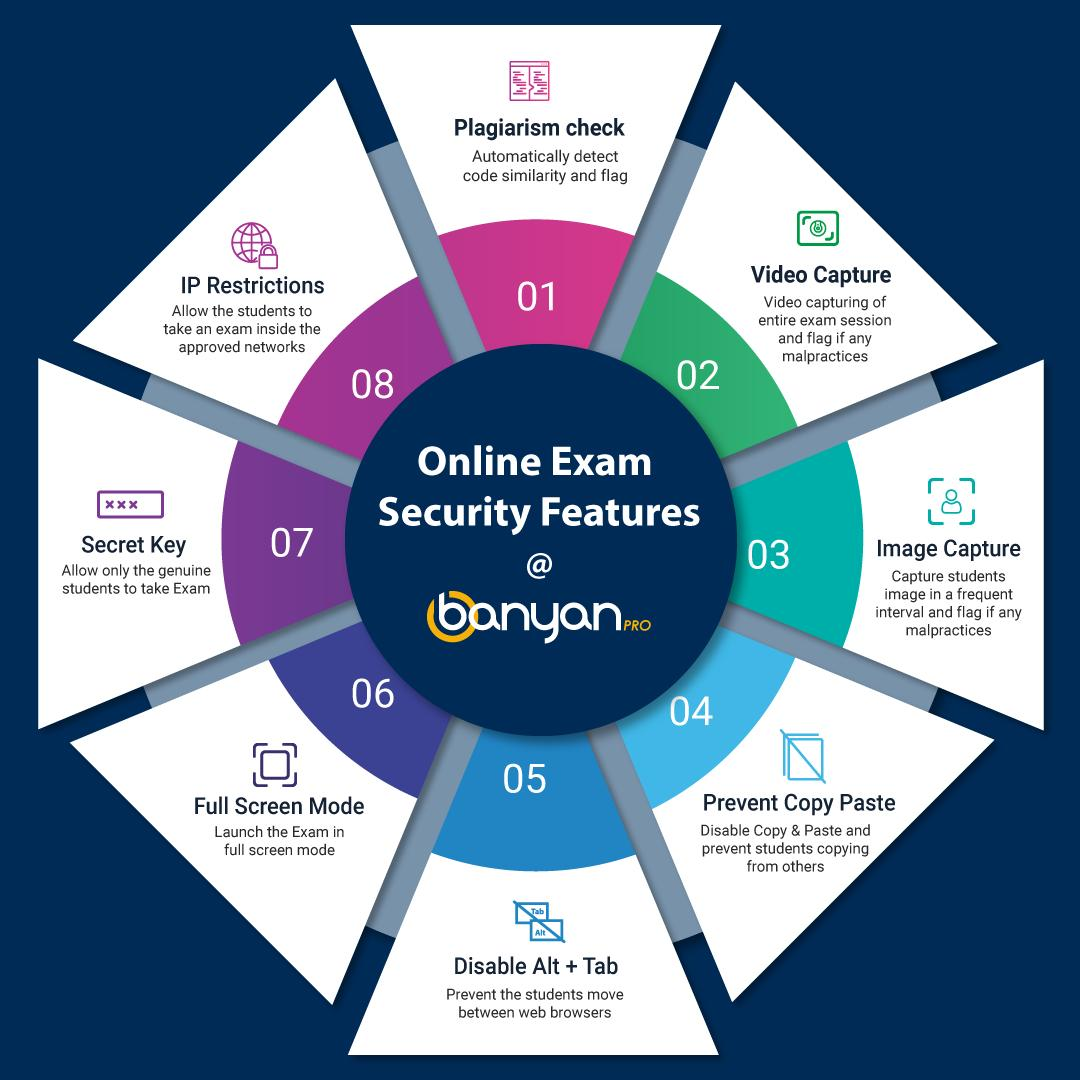 Online Exam
Security Features
@
banyan PRO
01
Plagiarism check
Automatically detect
code similarity and flag
02
Video Capture
Video capturing of
entire exam session
and flag if any
malpractices
03
Image Capture
Capture students
image in a frequent
interval and flag if any
malpractices
04
Prevent Copy Paste
Disable Copy & Paste and
prevent students copying
from others
05
Tab
Alt
Disable Alt + Tab
Prevent the students move
between web browsers
06
Full Screen Mode
Launch the Exam in
full screen mode
07
×××
Secret Key
Allow only the genuine
students to take Exam
08
IP Restrictions
Allow the students to
take an exam inside the
approved networks